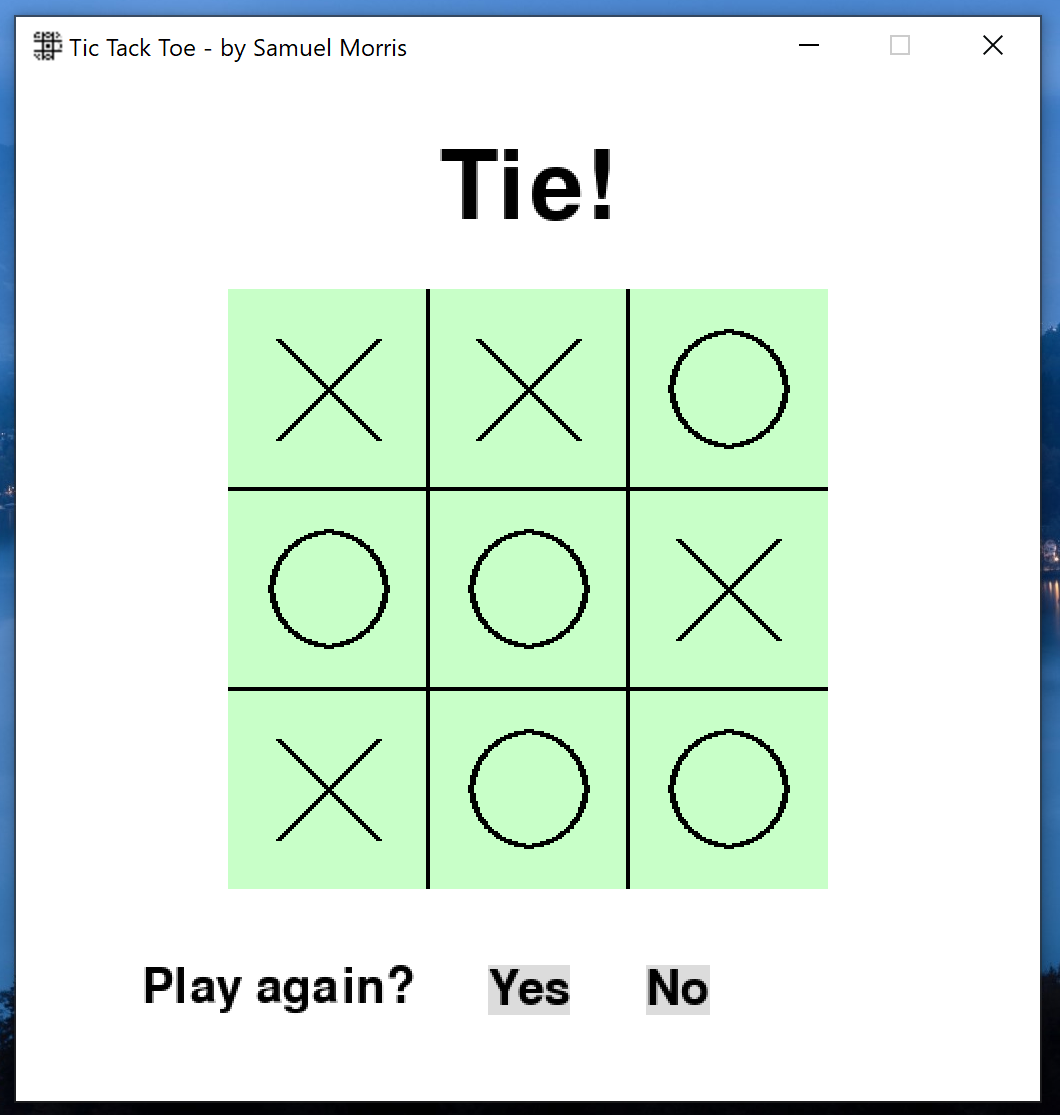 Tic Tack Toe - by Samuel Morris
Tie!
X X O
O O X
X O O
Play again? Yes No